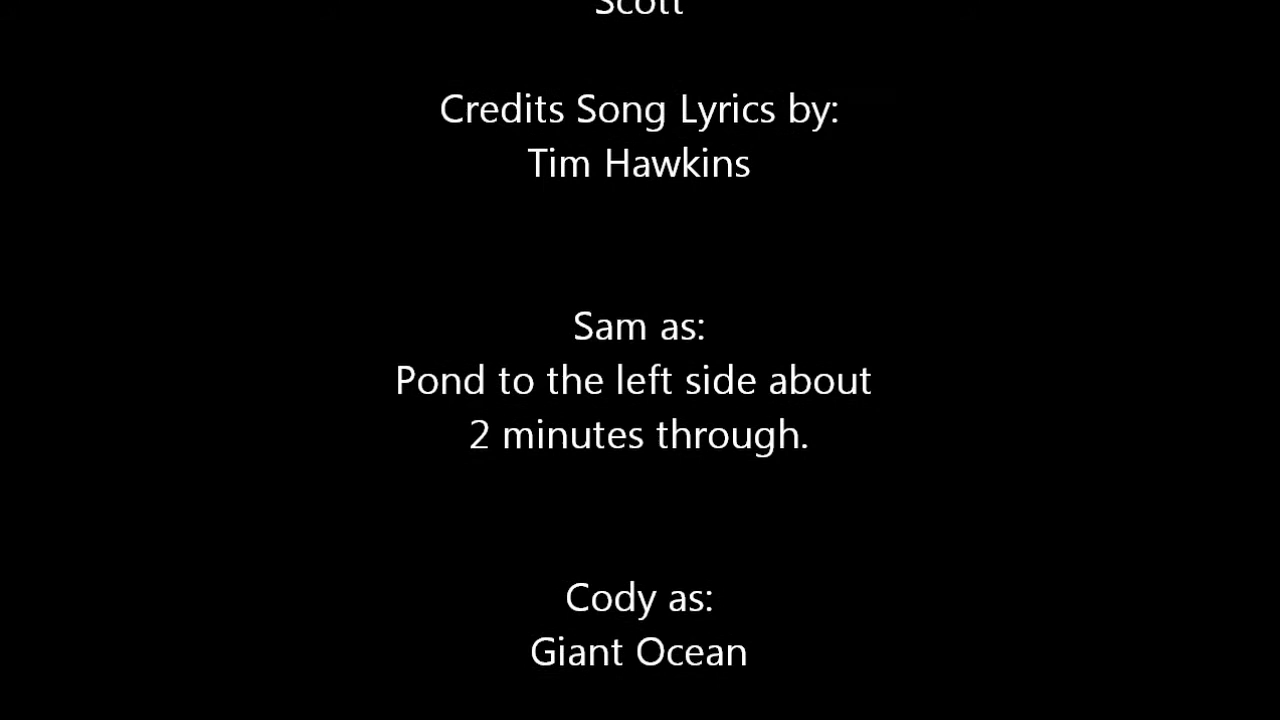 Scott
Credits Song Lyrics by:
Tim Hawkins
Sam as:
Pond to the left side about
2 minutes through.
Cody as:
Giant Ocean